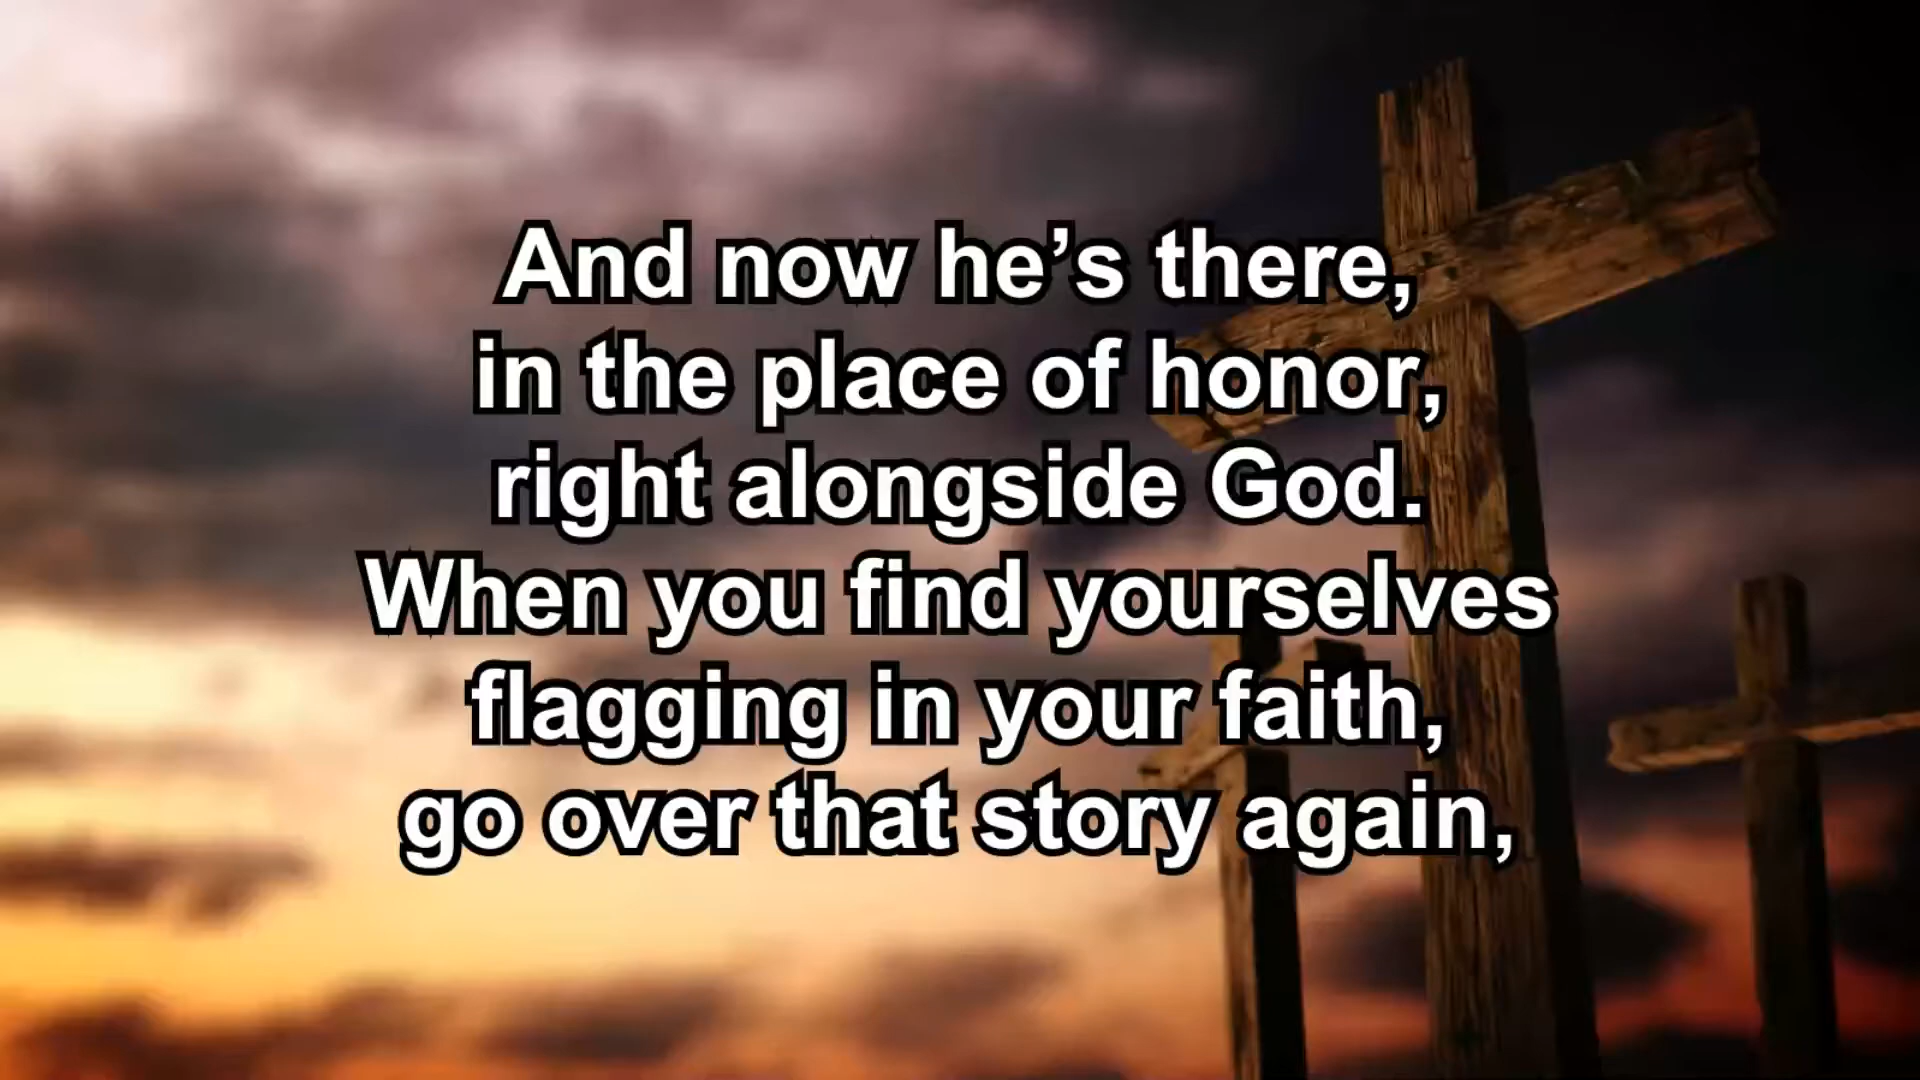 And now he’s there,
in the place of honor,
right alongside God.
When you find yourselves
flagging in your faith,
go over that story again,